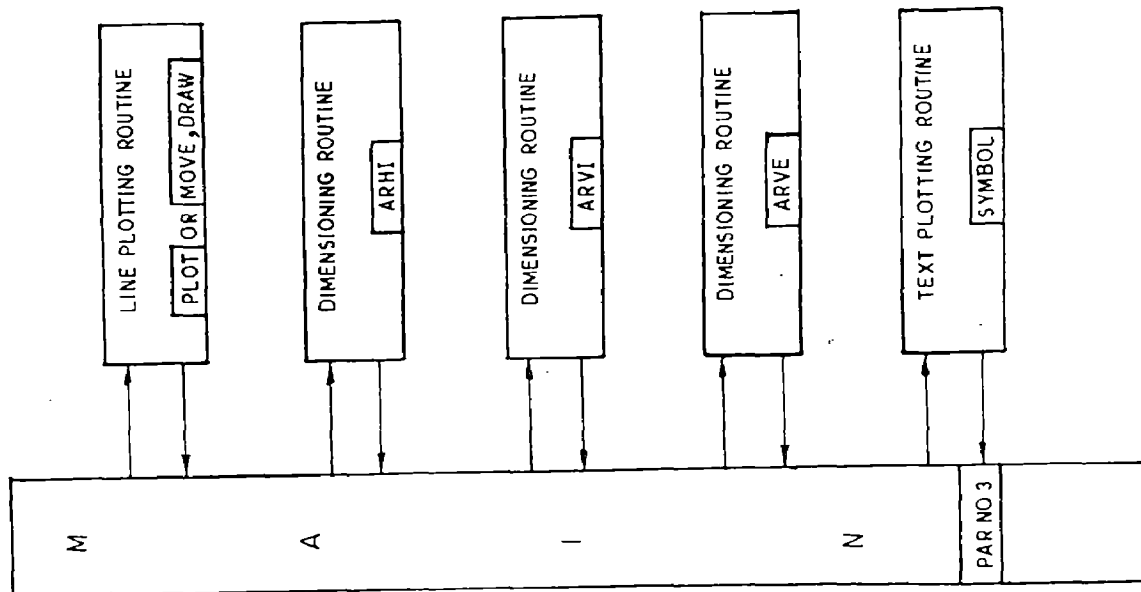 LINE PLOTTING ROUTINE
PLOT OR MOVE,DRAW
DIMENSIONING ROUTINE
ARHI
DIMENSIONING ROUTINE
ARVI
DIMENSIONING ROUTINE
ARVE
TEXT PLOTTING ROUTINE
SYMBOL
M A I N
PAR NO 3